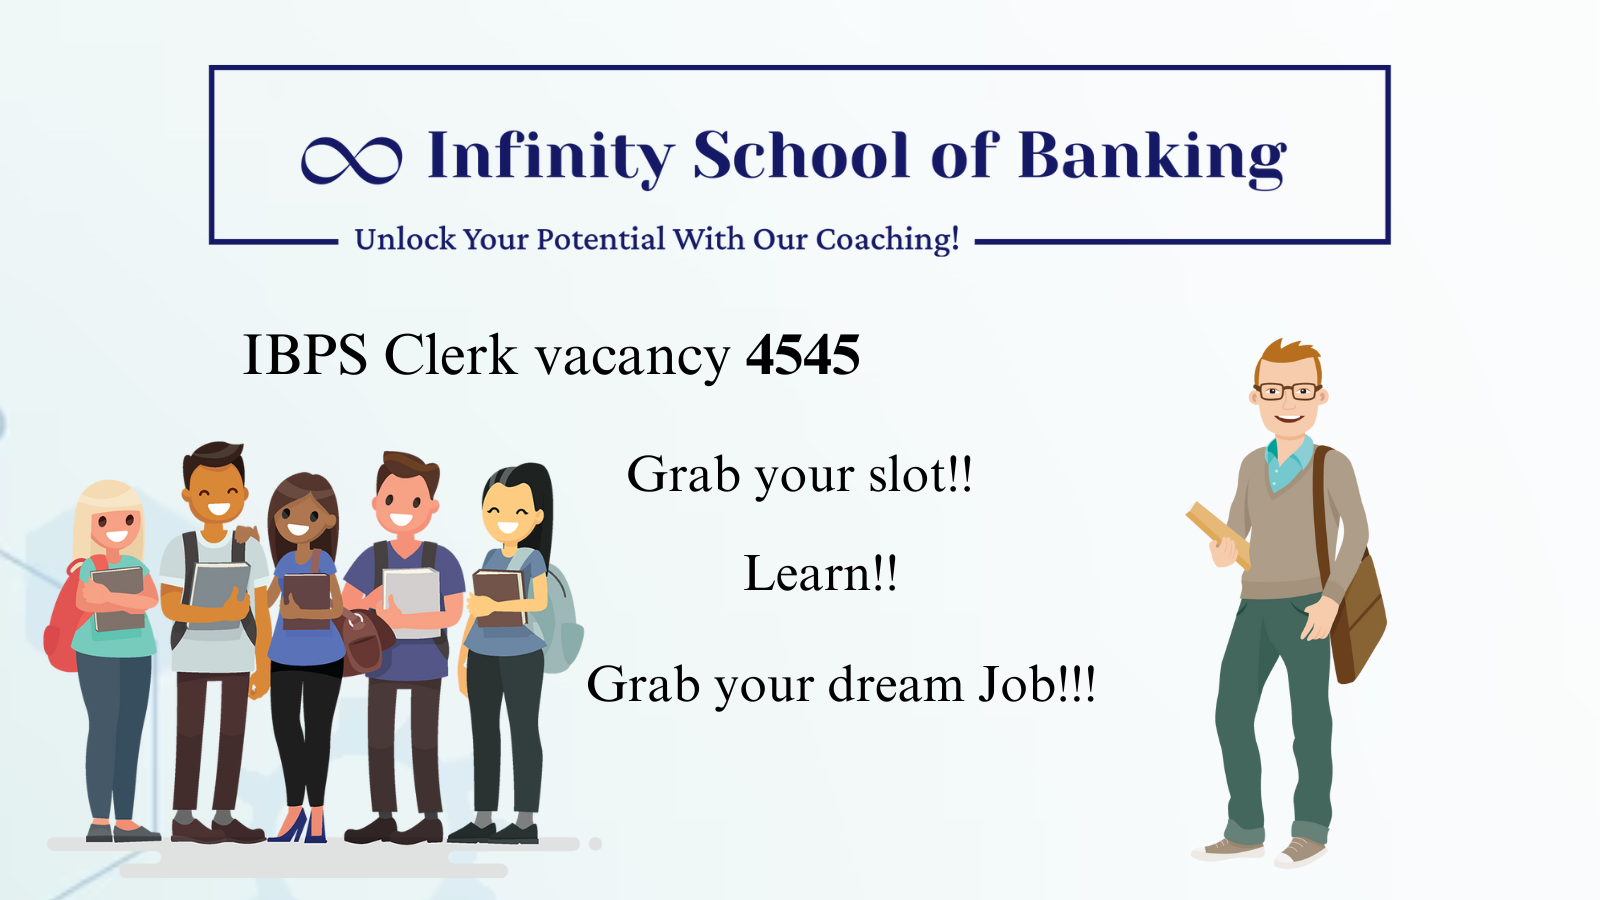 Infinity School of Banking
Unlock Your Potential With Our Coaching!
IBPS Clerk vacancy 4545
Grab your slot!!
Learn!!
Grab your dream Job!!!